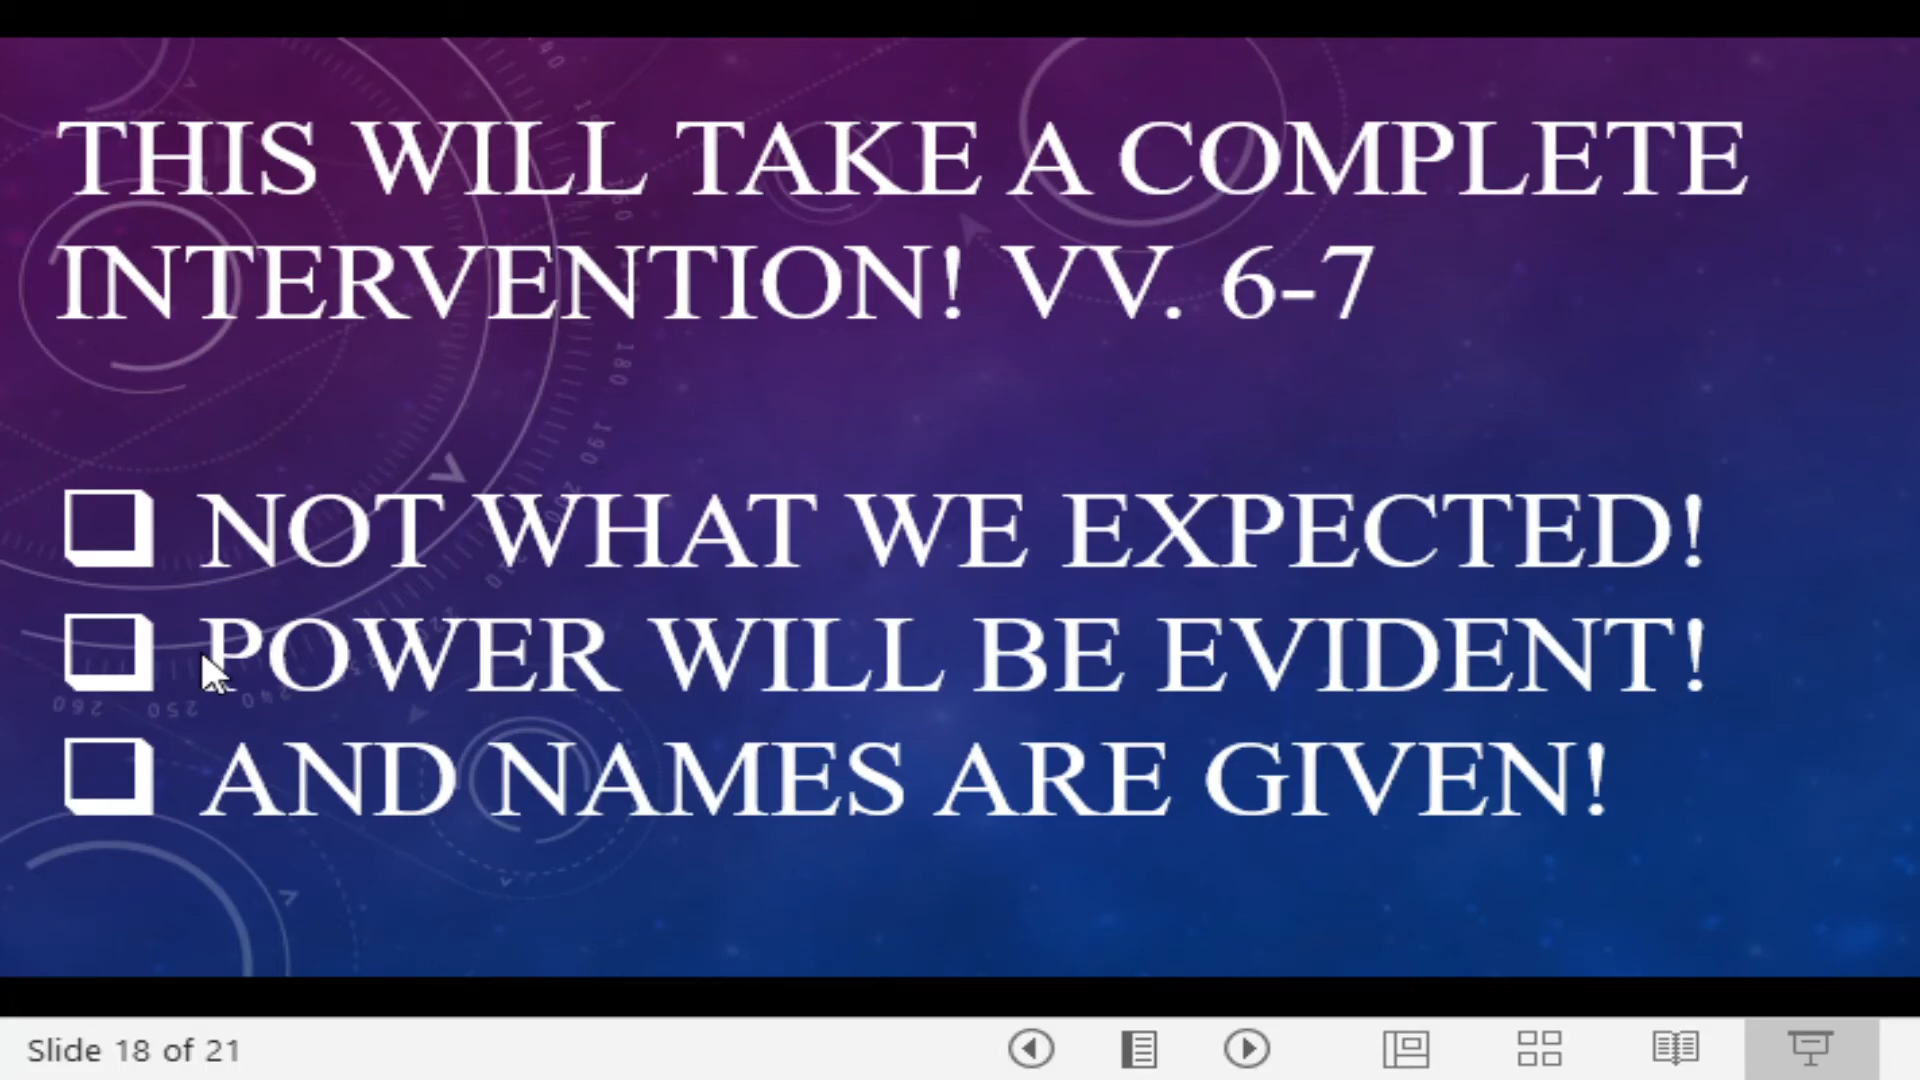 THIS WILL TAKE A COMPLETE
INTERVENTION! VV. 6-7
NOT WHAT WE EXPECTED!
POWER WILL BE EVIDENT!
AND NAMES ARE GIVEN!
Slide 18 of 21